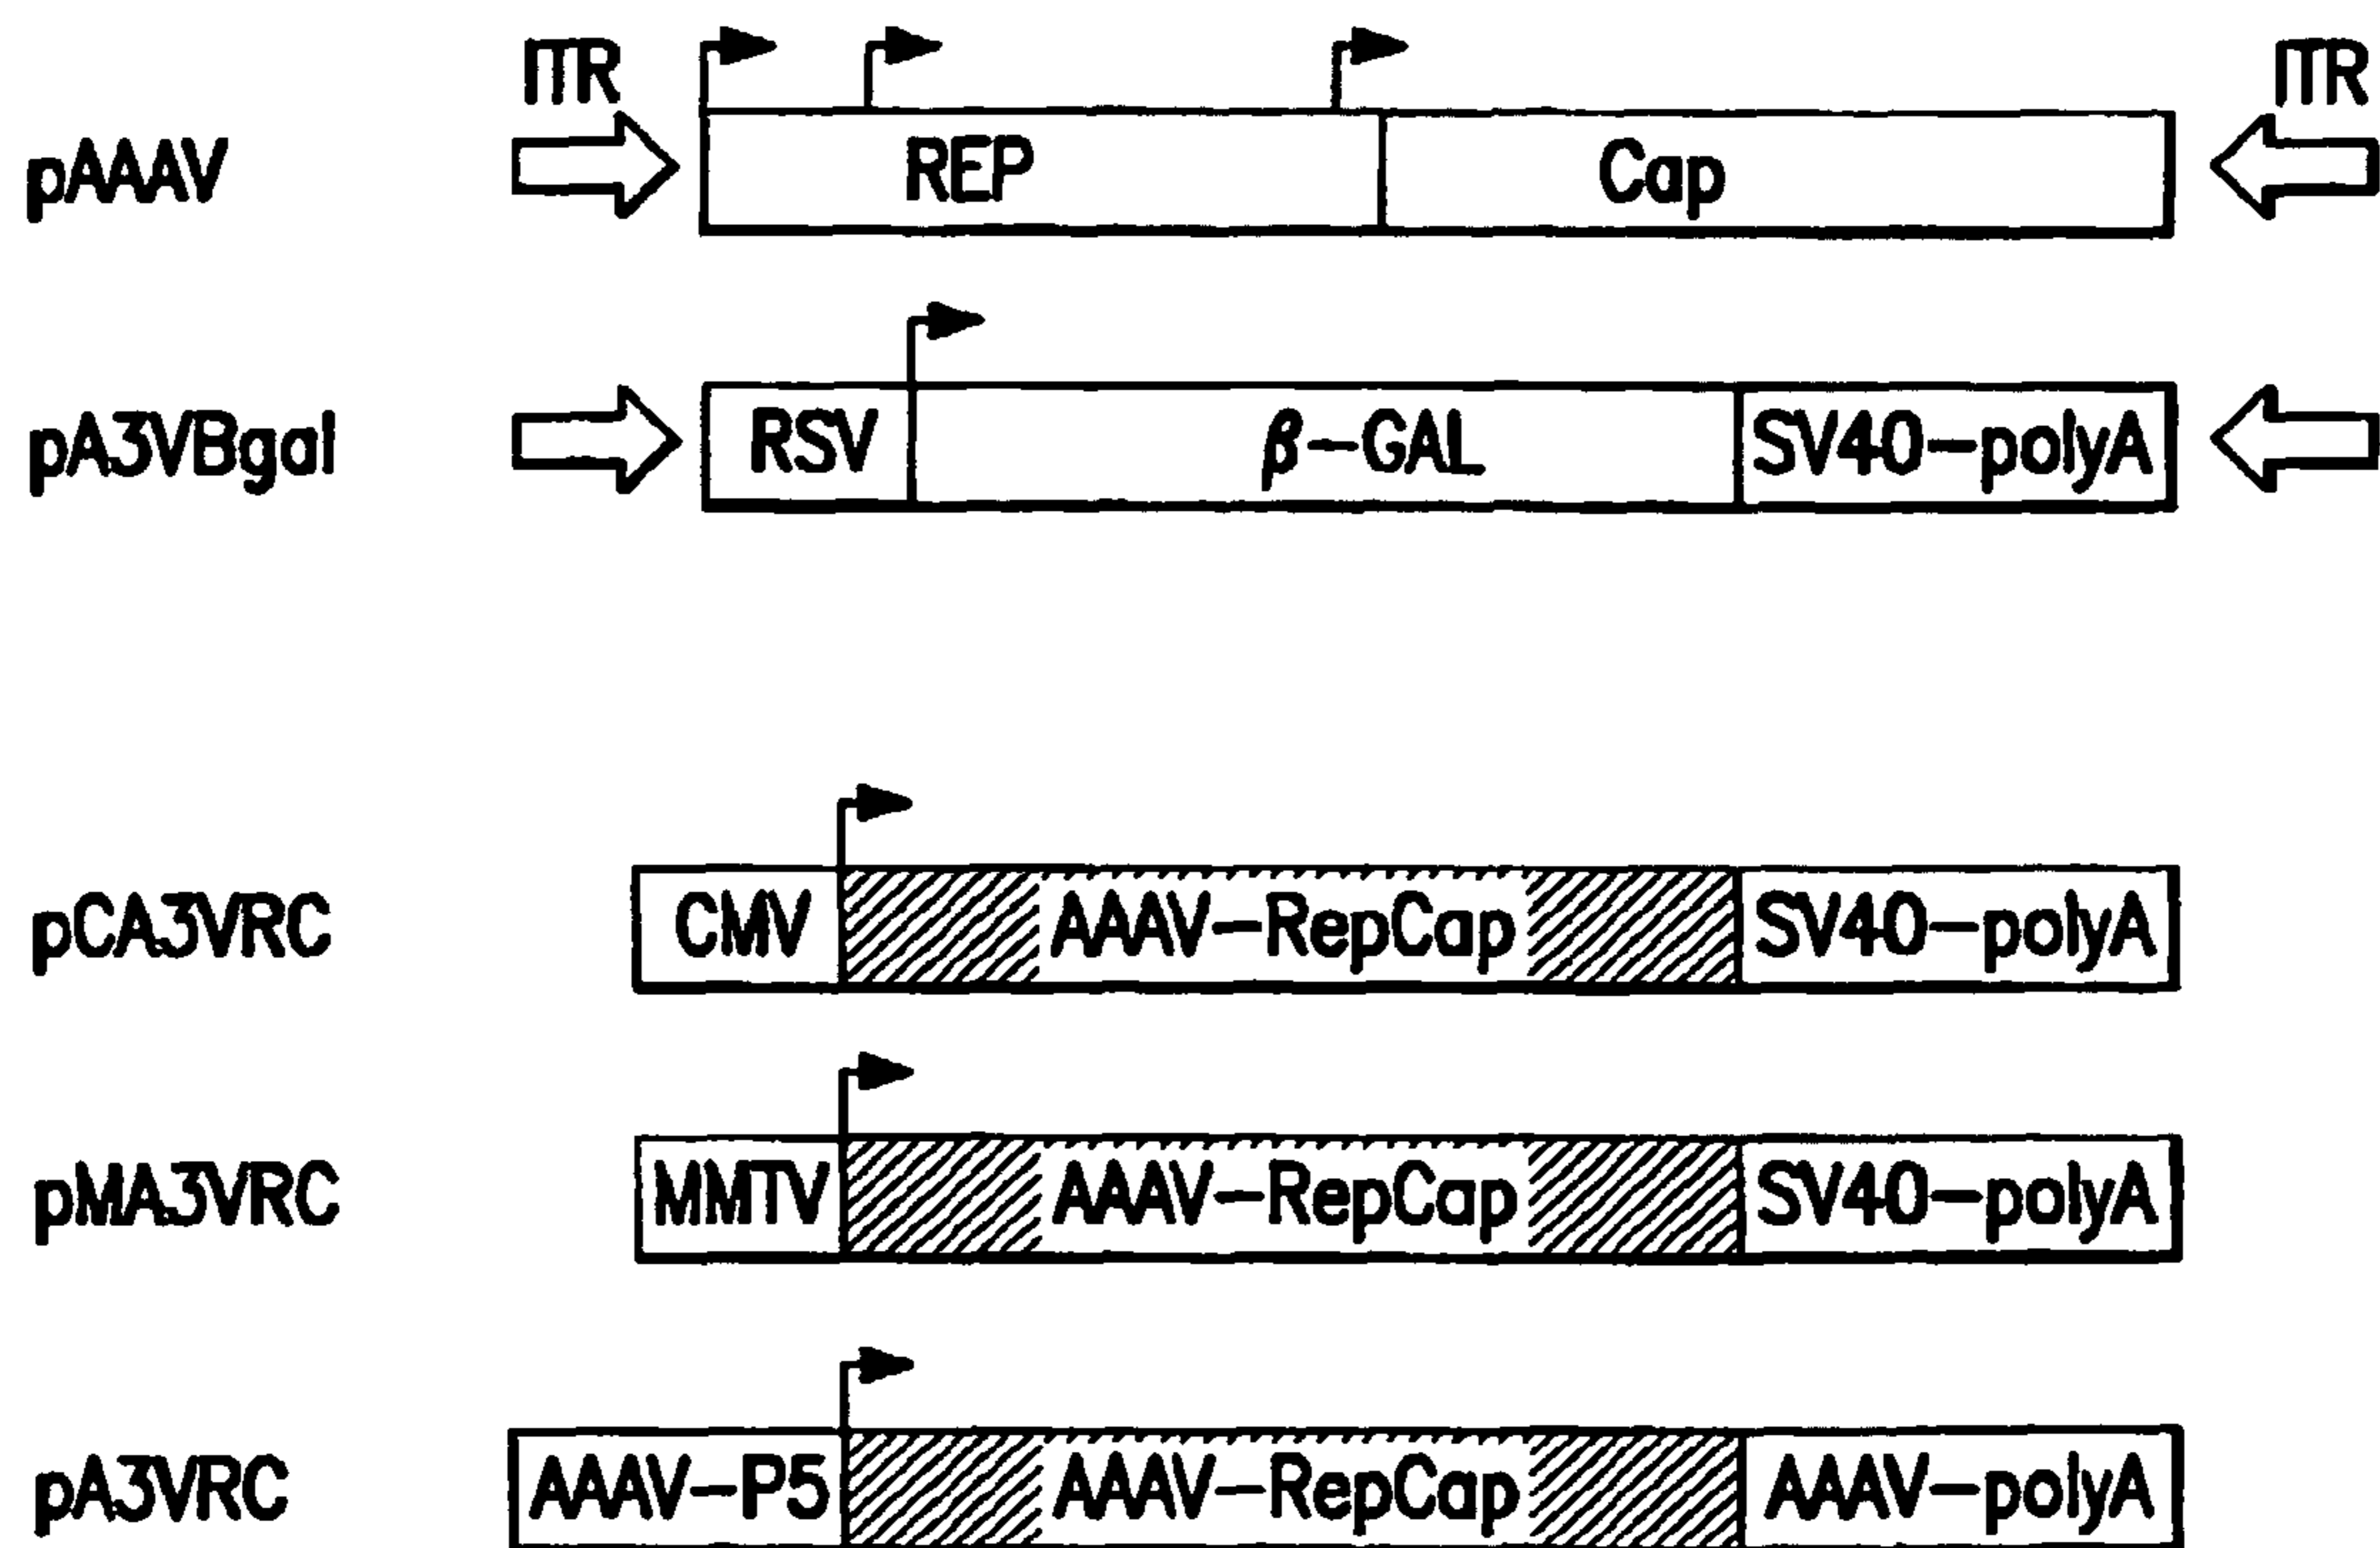 ITR ITR
pAAAV REP Cap
pA3VBgal RSV β-GAL SV40-polyA
pCA3VRC CMV AAAV-RepCap SV40-polyA
pMA3VRC MMTV AAAV-RepCap SV40-polyA
pA3VRC AAAV-P5 AAAV-RepCap AAAV-polyA